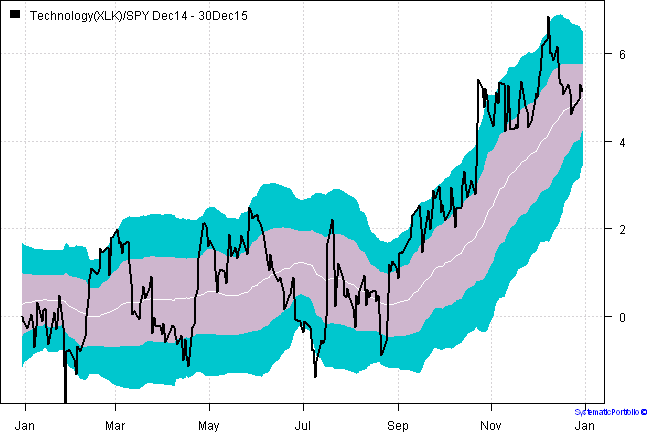 Technology(XLK)/SPY Dec14 - 30Dec15
6
4
2
0
Jan Mar May Jul Sep Nov Jan
SystematicPortfolio ©